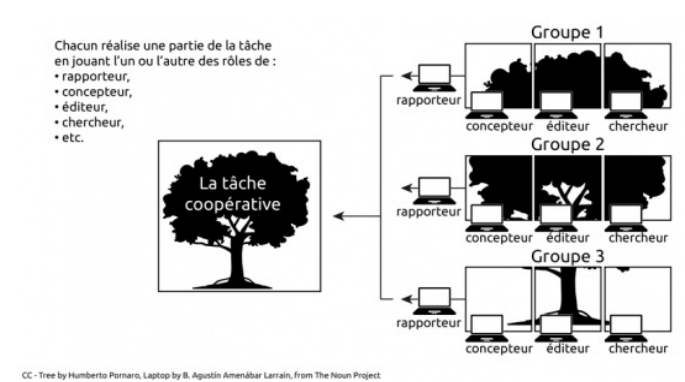 Chacun réalise une partie de la tâche
en jouant l'un ou l'autre des rôles de :
• rapporteur,
• concepteur,
• éditeur,
• chercheur,
• etc.
La tâche
coopérative
Groupe 1
rapporteur
concepteur éditeur chercheur
Groupe 2
rapporteur
concepteur éditeur chercheur
Groupe 3
rapporteur
concepteur éditeur chercheur
CC - Tree by Humberto Pornaro, Laptop by B. Agustín Amenábar Larraín, from The Noun Project